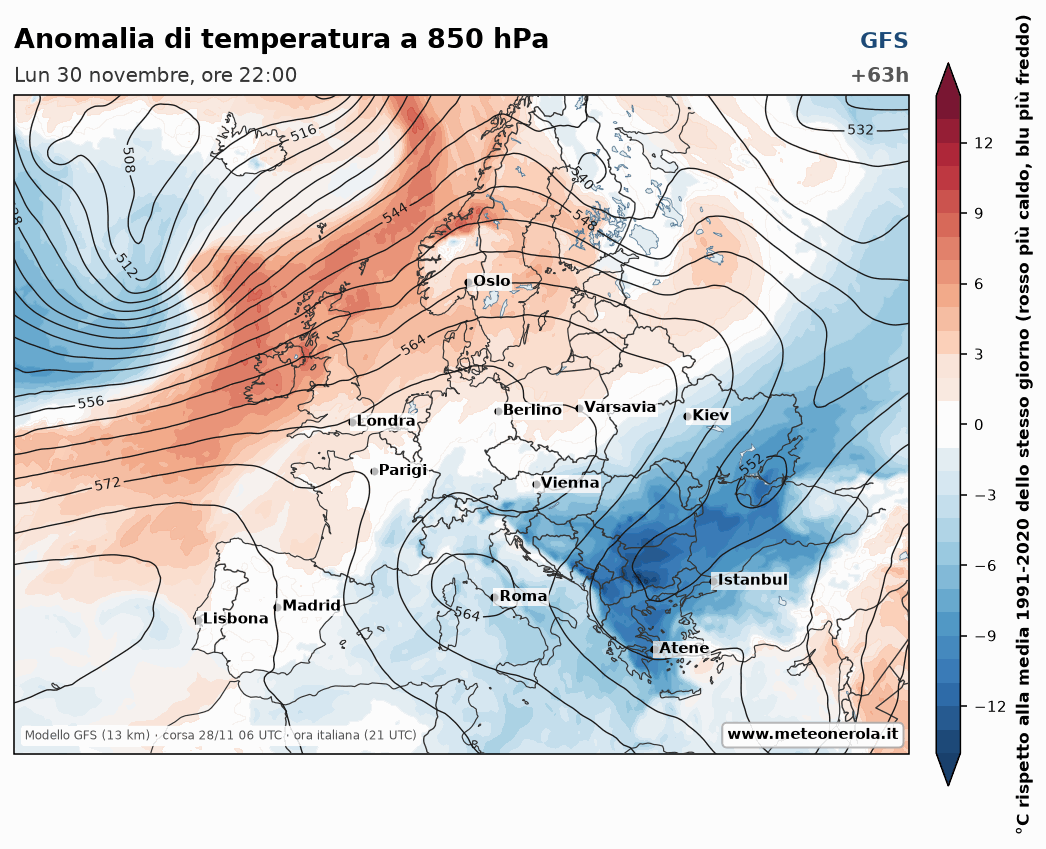 Anomalia di temperatura a 850 hPa
GFS
Lun 30 novembre, ore 22:00
+63h
516
532
508
540
544
548
512
Oslo
564
556
Berlino
Varsavia
Kiev
Londra
552
Parigi
572
Vienna
Istanbul
Roma
Madrid
564
Lisbona
Atene
Modello GFS (13 km) · corsa 28/11 06 UTC · ora italiana (21 UTC)
www.meteonerola.it
12
9
6
3
0
−3
−6
−9
−12
°C rispetto alla media 1991-2020 dello stesso giorno (rosso più caldo, blu più freddo)